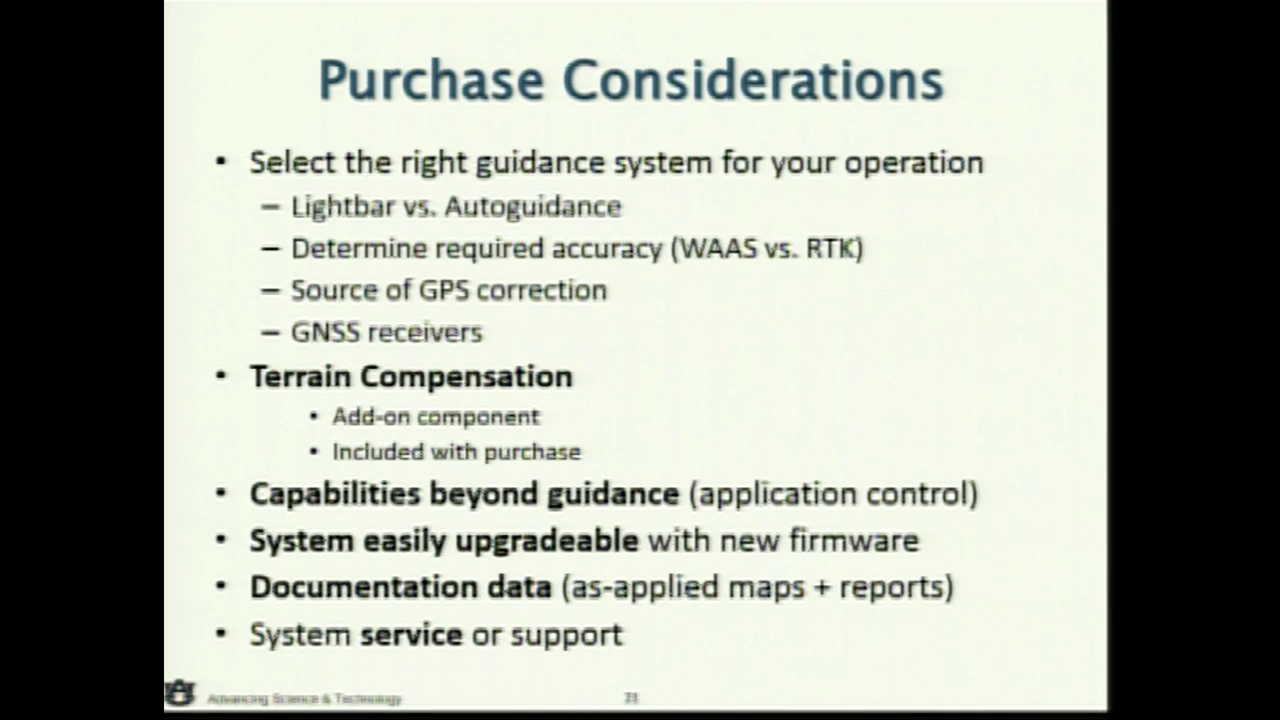 Purchase Considerations
• Select the right guidance system for your operation
– Lightbar vs. Autoguidance
– Determine required accuracy (WAAS vs. RTK)
– Source of GPS correction
– GNSS receivers
• Terrain Compensation
• Add-on component
• Included with purchase
• Capabilities beyond guidance (application control)
• System easily upgradeable with new firmware
• Documentation data (as-applied maps + reports)
• System service or support
Advancing Science & Technology